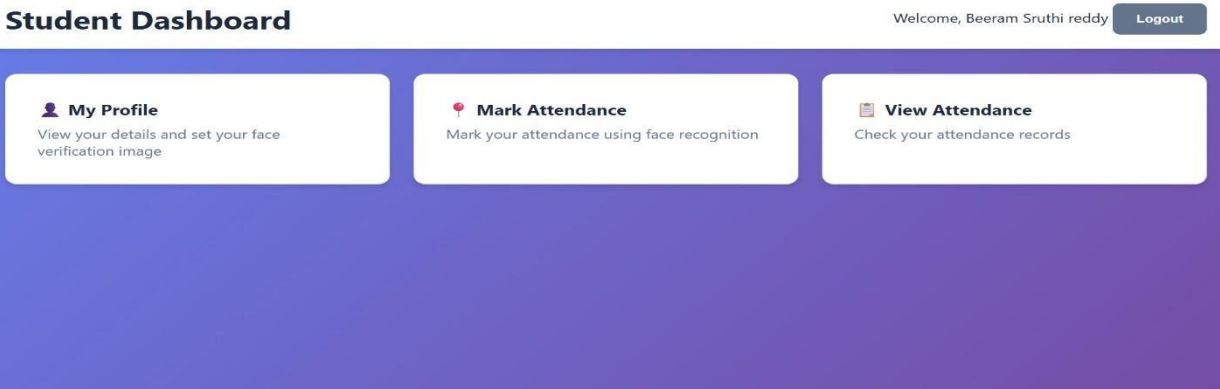 Student Dashboard
Welcome, Beeram Sruthi reddy
Logout
My Profile
View your details and set your face
verification image
Mark Attendance
Mark your attendance using face recognition
View Attendance
Check your attendance records